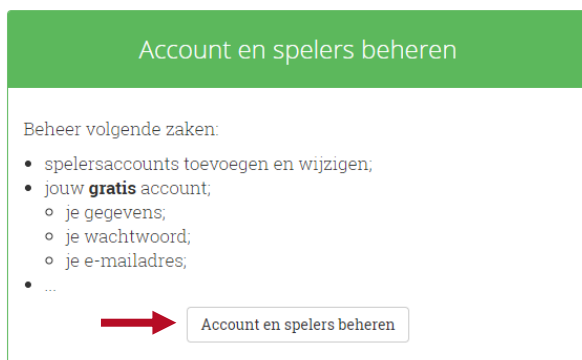 Account en spelers beheren
Beheer volgende zaken:
spelersaccounts toevoegen en wijzigen;
jouw gratis account;
je gegevens;
je wachtwoord;
je e-mailadres;
...
Account en spelers beheren